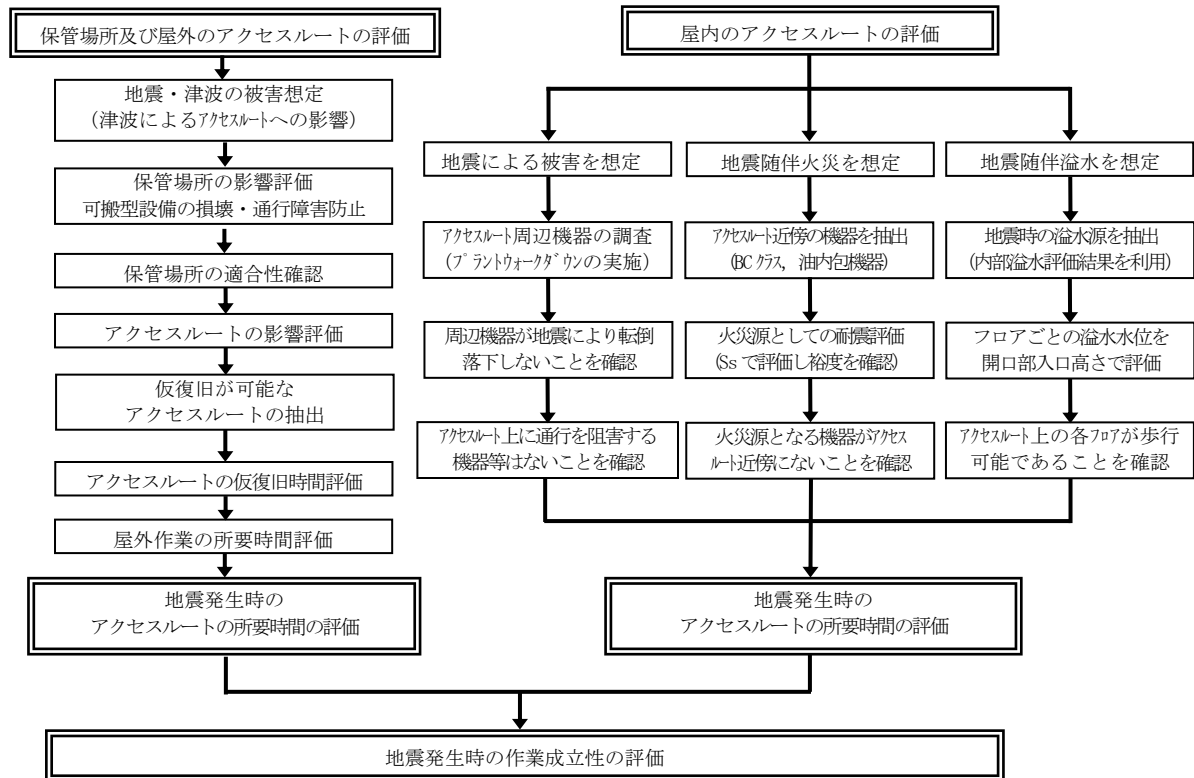 保管場所及び屋外のアクセスルートの評価
地震・津波の被害想定
(津波によるアクセスルートへの影響)
保管場所の影響評価
可搬型設備の損壊・通行障害防止
保管場所の適合性確認
アクセスルートの影響評価
仮復旧が可能な
アクセスルートの抽出
アクセスルートの仮復旧時間評価
屋外作業の所要時間評価
地震発生時の
アクセスルートの所要時間の評価
屋内のアクセスルートの評価
地震による被害を想定
アクセスルート周辺機器の調査
(プラントウォークダウンの実施)
周辺機器が地震により転倒
落下しないことを確認
アクセスルート上に通行を阻害する
機器等はないことを確認
地震随伴火災を想定
アクセスルート近傍の機器を抽出
(BCクラス，油内包機器)
火災源としての耐震評価
(Ssで評価し裕度を確認)
火災源となる機器がアクセス
ルート近傍にないことを確認
地震随伴溢水を想定
地震時の溢水源を抽出
(内部溢水評価結果を利用)
フロアごとの溢水水位を
開口部入口高さで評価
アクセスルート上の各フロアが歩行
可能であることを確認
地震発生時の
アクセスルートの所要時間の評価
地震発生時の作業成立性の評価